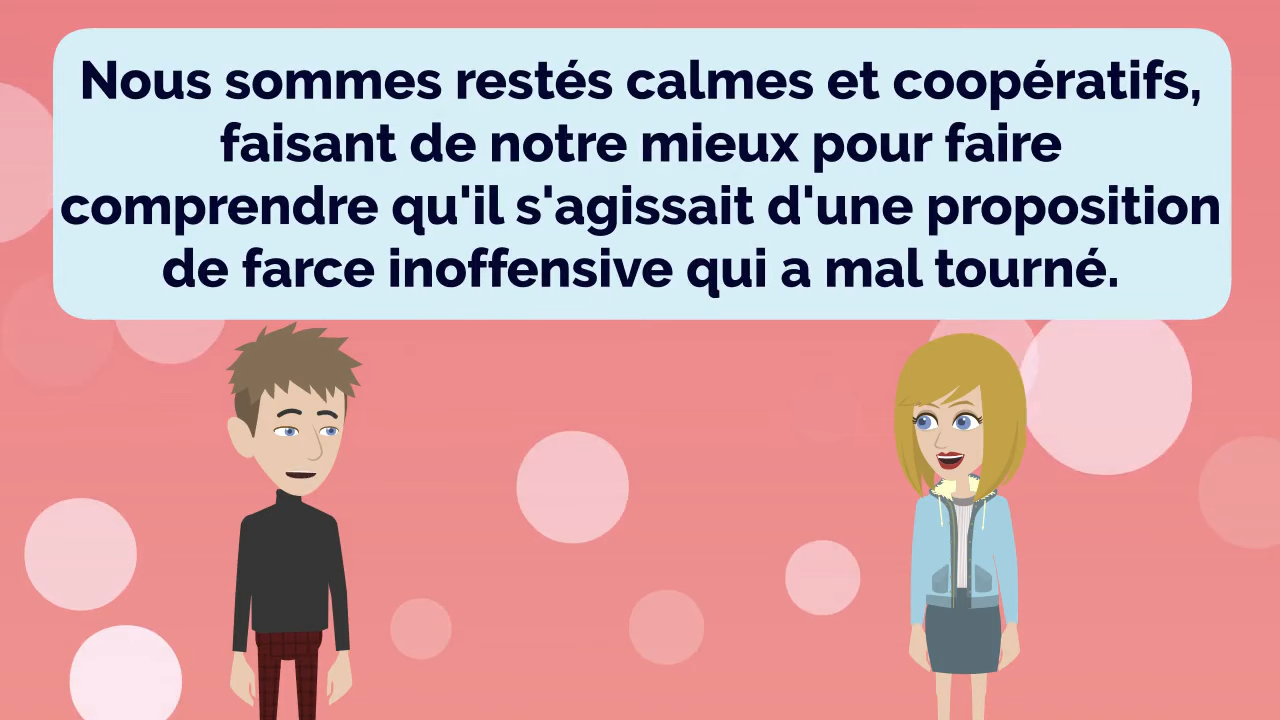 Nous sommes restés calmes et coopératifs,
faisant de notre mieux pour faire
comprendre qu'il s'agissait d'une proposition
de farce inoffensive qui a mal tourné.